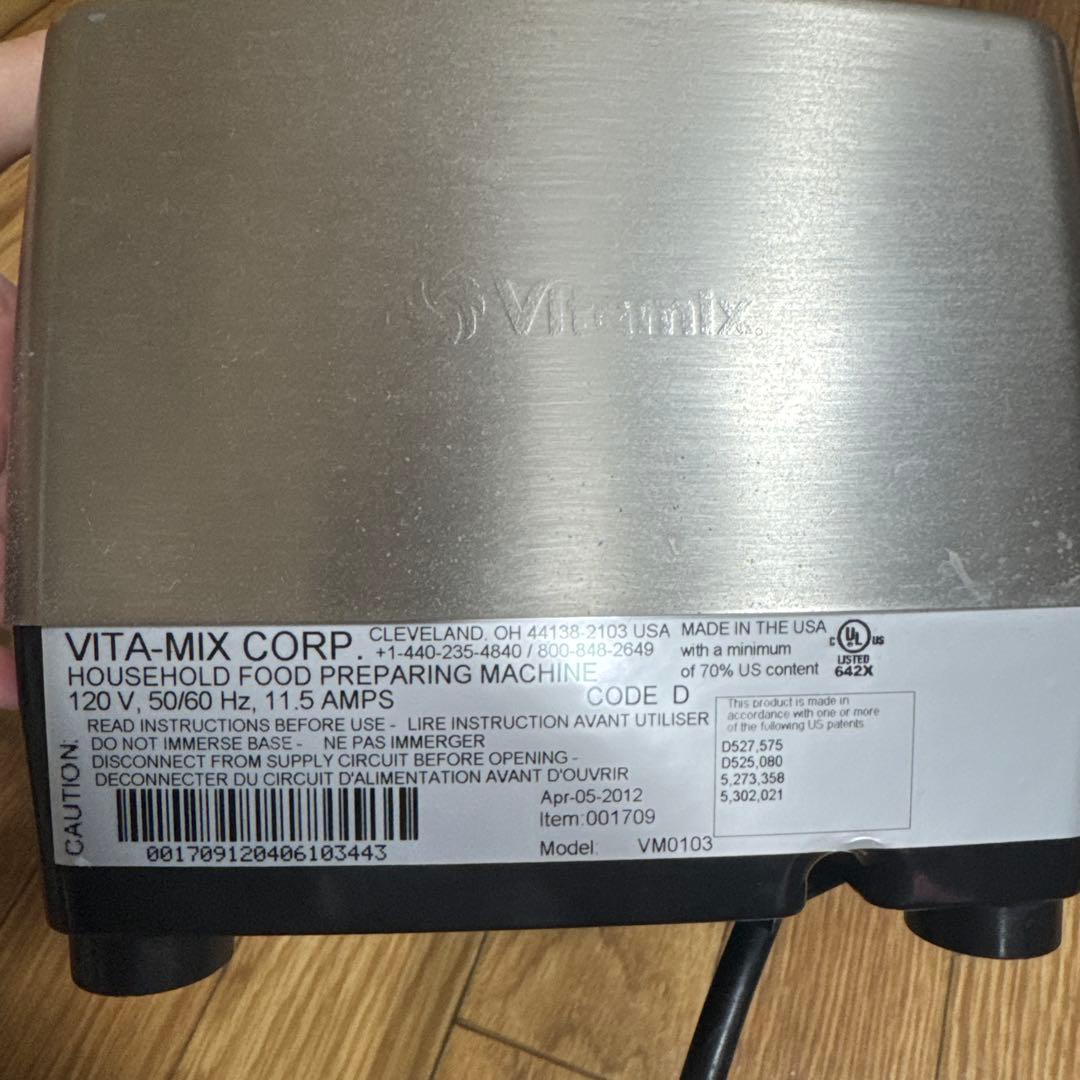 Vitamix
VITA-MIX CORP.
CLEVELAND, OH 44138-2103 USA
+1-440-235-4840 / 800-848-2649
HOUSEHOLD FOOD PREPARING MACHINE
120 V, 50/60 Hz, 11.5 AMPS
CODE D
MADE IN THE USA
with a minimum
of 70% US content
C UL US
LISTED
642X
CAUTION:
READ INSTRUCTIONS BEFORE USE - LIRE INSTRUCTION AVANT UTILISER
DO NOT IMMERSE BASE - NE PAS IMMERGER
DISCONNECT FROM SUPPLY CIRCUIT BEFORE OPENING -
DECONNECTER DU CIRCUIT D'ALIMENTATION AVANT D'OUVRIR
001709120406103443
Apr-05-2012
Item:001709
Model: VM0103
This product is made in
accordance with one or more
of the following US patents
D527,575
D525,080
5,273,358
5,302,021